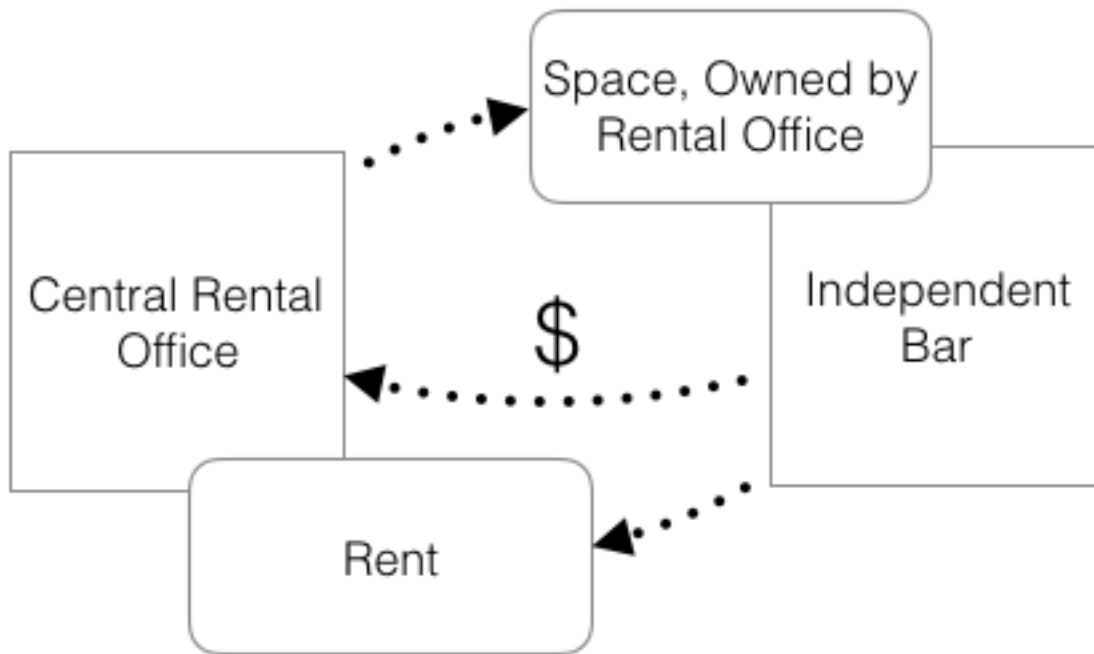 Space, Owned by
Rental Office
Central Rental
Office
Independent
Bar
$
Rent